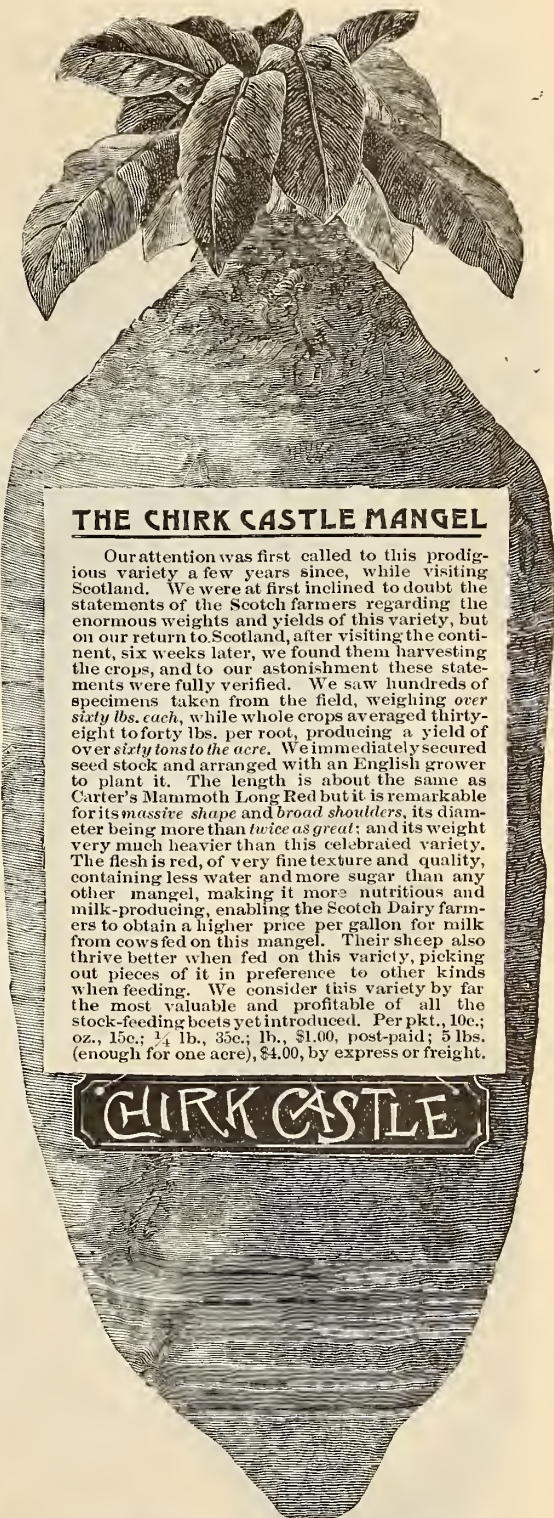 THE CHIRK CASTLE MANGEL
Our attention was first called to this prodig-
ious variety a few years since, while visiting
Scotland. We were at first inclined to doubt the
statements of the Scotch farmers regarding the
enormous weights and yields of this variety, but
on our return to Scotland, after visiting the conti-
nent, six weeks later, we found them harvesting
the crops, and to our astonishment these state-
ments were fully verified. We saw hundreds of
specimens taken from the field, weighing over
sixty lbs. each, while whole crops averaged thirty-
eight to forty lbs. per root, producing a yield of
over sixty tons to the acre. We immediately secured
seed stock and arranged with an English grower
to plant it. The length is about the same as
Carter's Mammoth Long Red but it is remarkable
for its massive shape and broad shoulders, its diam-
eter being more than twice as great; and its weight
very much heavier than this celebrated variety.
The flesh is red, of very fine texture and quality,
containing less water and more sugar than any
other mangel, making it more nutritious and
milk-producing, enabling the Scotch Dairy farm-
ers to obtain a higher price per gallon for milk
from cows fed on this mangel. Their sheep also
thrive better when fed on this variety, picking
out pieces of it in preference to other kinds
when feeding. We consider this variety by far
the most valuable and profitable of all the
stock-feeding beets yet introduced. Per pkt., 10c.;
oz., 15c.; ¼ lb., 35c.; lb., $1.00, post-paid; 5 lbs.
(enough for one acre), $4.00, by express or freight.
CHIRK CASTLE